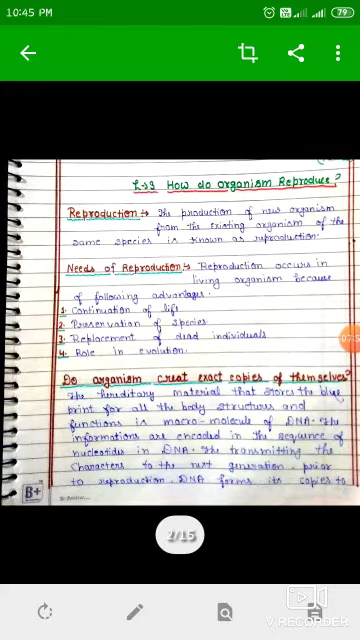 10:45 PM
79
L→3 How do organism Reproduce?
Reproduction :→ The production of new organism
from the existing organism of the
same species is known as reproduction.
Needs of Reproduction :→ Reproduction occurs in
living organism because
of following advantages.
1· Continuation of life
2· Preservation of species
3· Replacement of dead individuals
4· Role in evolution.
Do organism creat exact copies of themselves?
The hereditary material that stores the blue
print for all the body structures and
functions is macro-molecule of DNA. The
informations are encoded in the sequence of
nucleotides in DNA. The transmitting the
characters to the next generation, prior
to reproduction. DNA forms its copies to
B+
07:5
2/15
V RECORDER